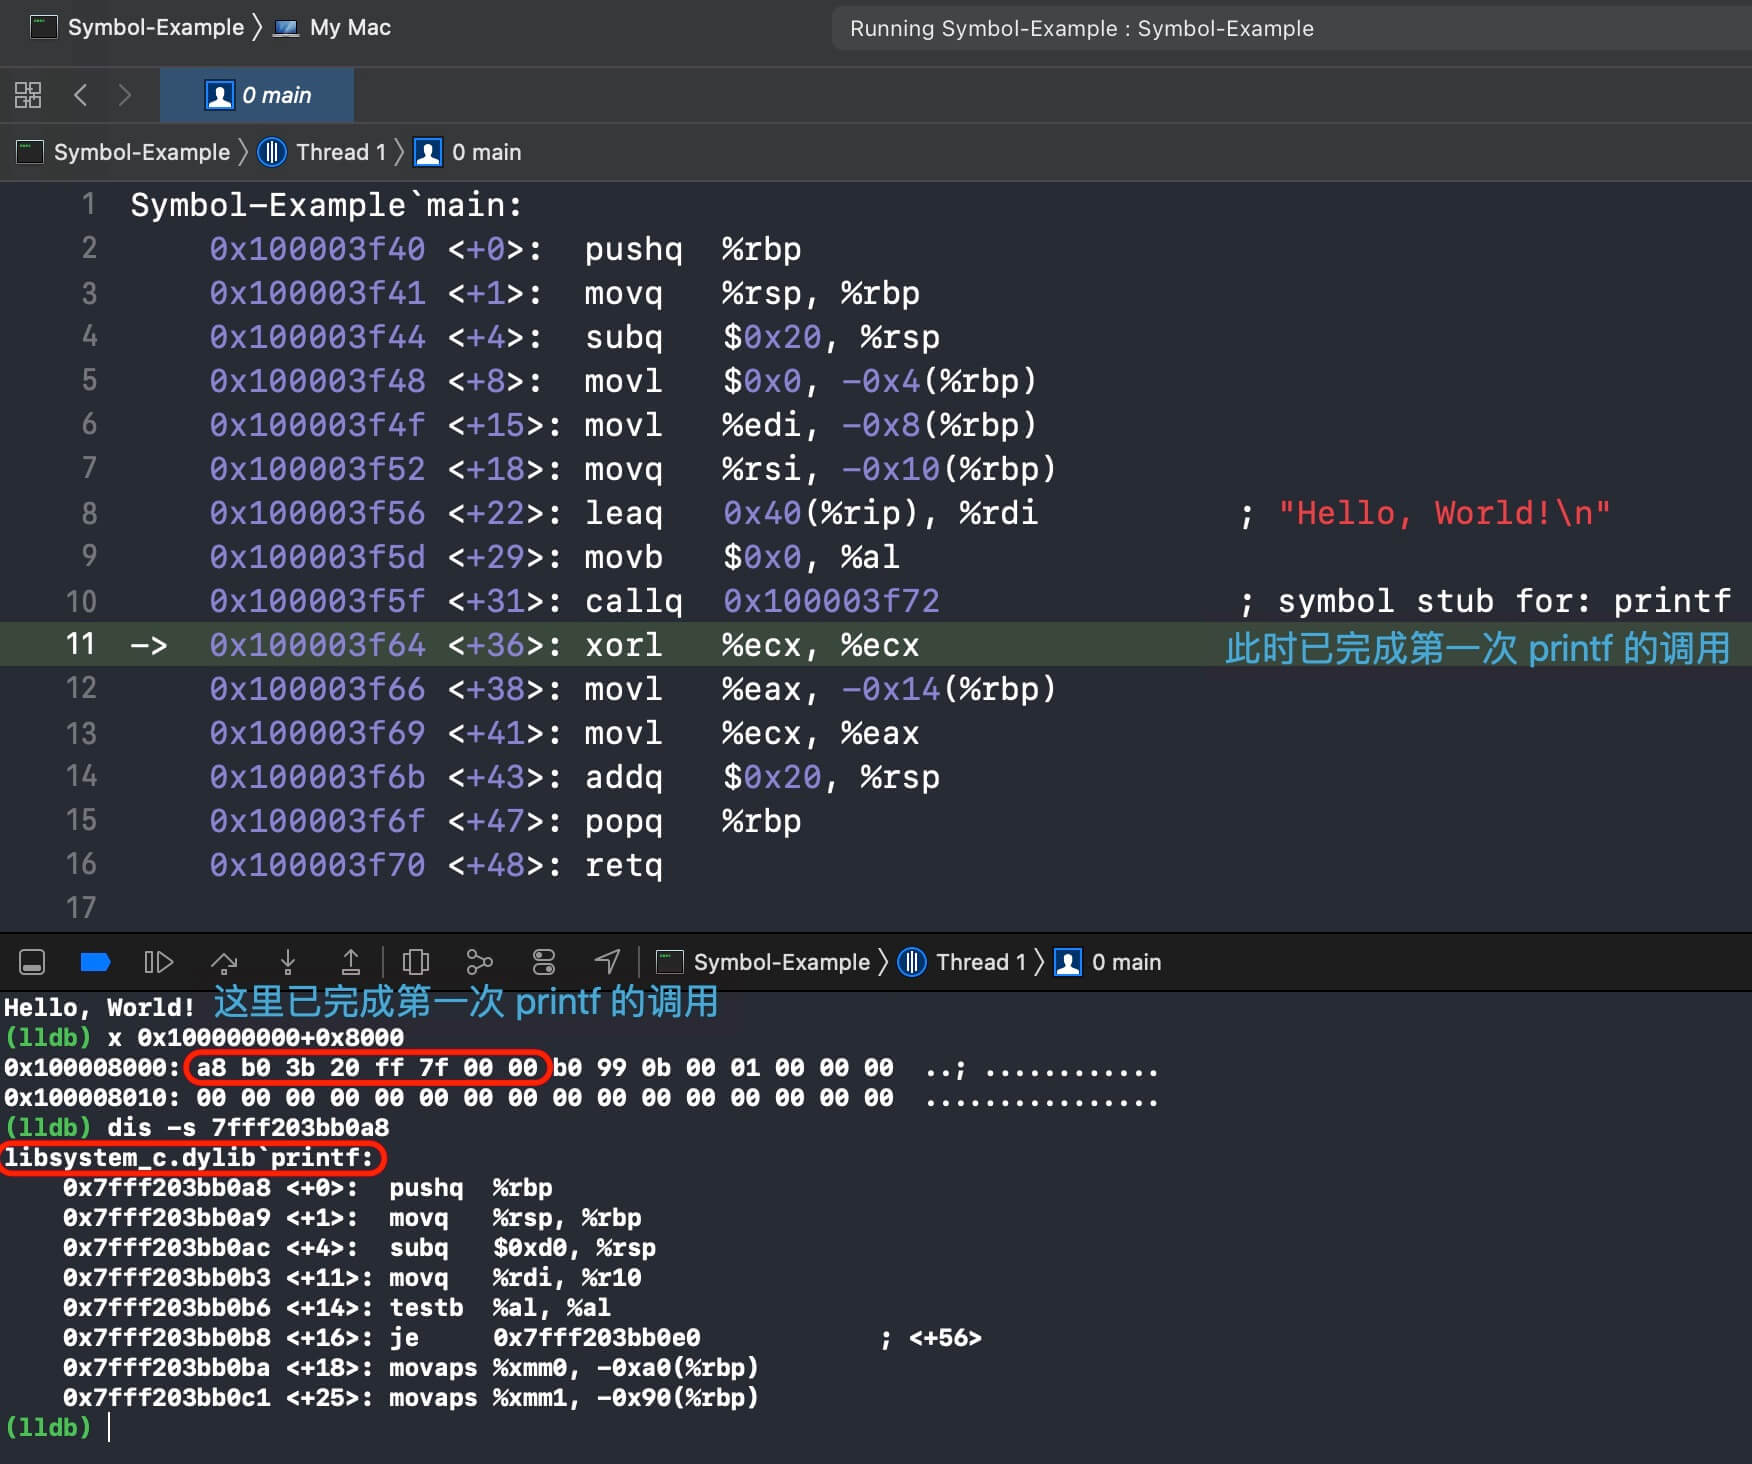 Symbol-Example 〉 My Mac
Running Symbol-Example : Symbol-Example
0 main
Symbol-Example 〉 Thread 1 〉 0 main
1 Symbol-Example`main:
2 0x100003f40 <+0>: pushq %rbp
3 0x100003f41 <+1>: movq %rsp, %rbp
4 0x100003f44 <+4>: subq $0x20, %rsp
5 0x100003f48 <+8>: movl $0x0, -0x4(%rbp)
6 0x100003f4f <+15>: movl %edi, -0x8(%rbp)
7 0x100003f52 <+18>: movq %rsi, -0x10(%rbp)
8 0x100003f56 <+22>: leaq 0x40(%rip), %rdi ; "Hello, World!\n"
9 0x100003f5d <+29>: movb $0x0, %al
10 0x100003f5f <+31>: callq 0x100003f72 ; symbol stub for: printf
11 -> 0x100003f64 <+36>: xorl %ecx, %ecx 此时已完成第一次 printf 的调用
12 0x100003f66 <+38>: movl %eax, -0x14(%rbp)
13 0x100003f69 <+41>: movl %ecx, %eax
14 0x100003f6b <+43>: addq $0x20, %rsp
15 0x100003f6f <+47>: popq %rbp
16 0x100003f70 <+48>: retq
17
Symbol-Example 〉 Thread 1 〉 0 main
Hello, World! 这里已完成第一次 printf 的调用
(lldb) x 0x100000000+0x8000
0x100008000: a8 b0 3b 20 ff 7f 00 00 b0 99 0b 00 01 00 00 00 ..; ............
0x100008010: 00 00 00 00 00 00 00 00 00 00 00 00 00 00 00 00 ................
(lldb) dis -s 7fff203bb0a8
libsystem_c.dylib`printf:
0x7fff203bb0a8 <+0>: pushq %rbp
0x7fff203bb0a9 <+1>: movq %rsp, %rbp
0x7fff203bb0ac <+4>: subq $0xd0, %rsp
0x7fff203bb0b3 <+11>: movq %rdi, %r10
0x7fff203bb0b6 <+14>: testb %al, %al
0x7fff203bb0b8 <+16>: je 0x7fff203bb0e0 ; <+56>
0x7fff203bb0ba <+18>: movaps %xmm0, -0xa0(%rbp)
0x7fff203bb0c1 <+25>: movaps %xmm1, -0x90(%rbp)
(lldb)